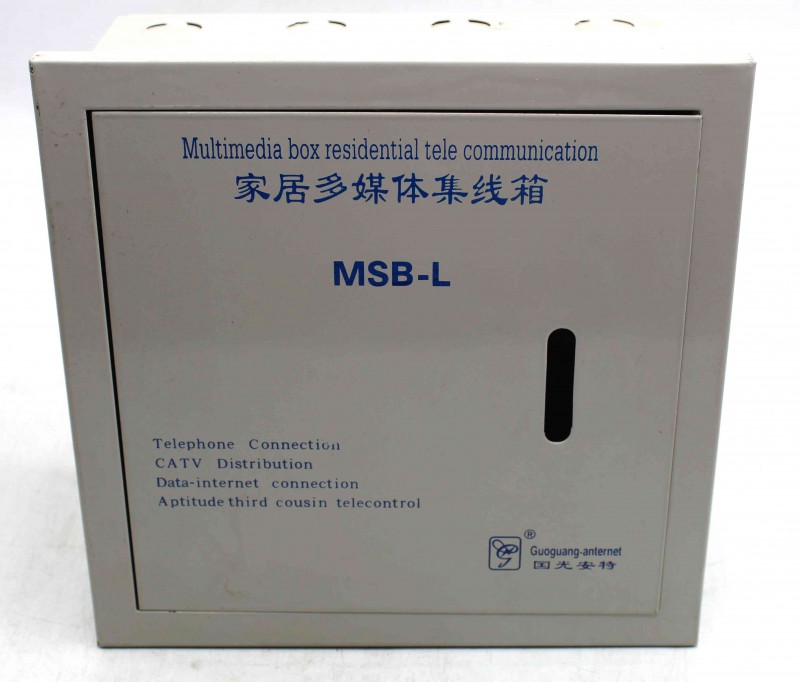 Multimedia box residential tele communication
家居多媒体集线箱
MSB-L
Telephone Connection
CATV Distribution
Data-internet connection
Aptitude third cousin telecontrol
®
Guoguang-anternet
国光安特